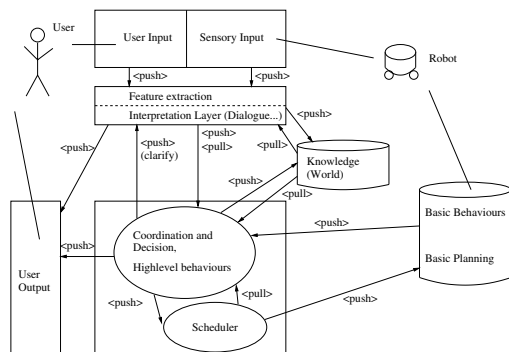 User
User Input
Sensory Input
Robot
<push>
<push>
Feature extraction
Interpretation Layer (Dialogue...)
<push>
<push>
<push>
(clarify)
<push>
<pull>
<pull>
Knowledge
(World)
<push>
<pull>
Basic Behaviours
Basic Planning
<push>
Coordination and
Decision,
Highlevel behaviours
<push>
User
Output
<push>
<pull>
<push>
Scheduler